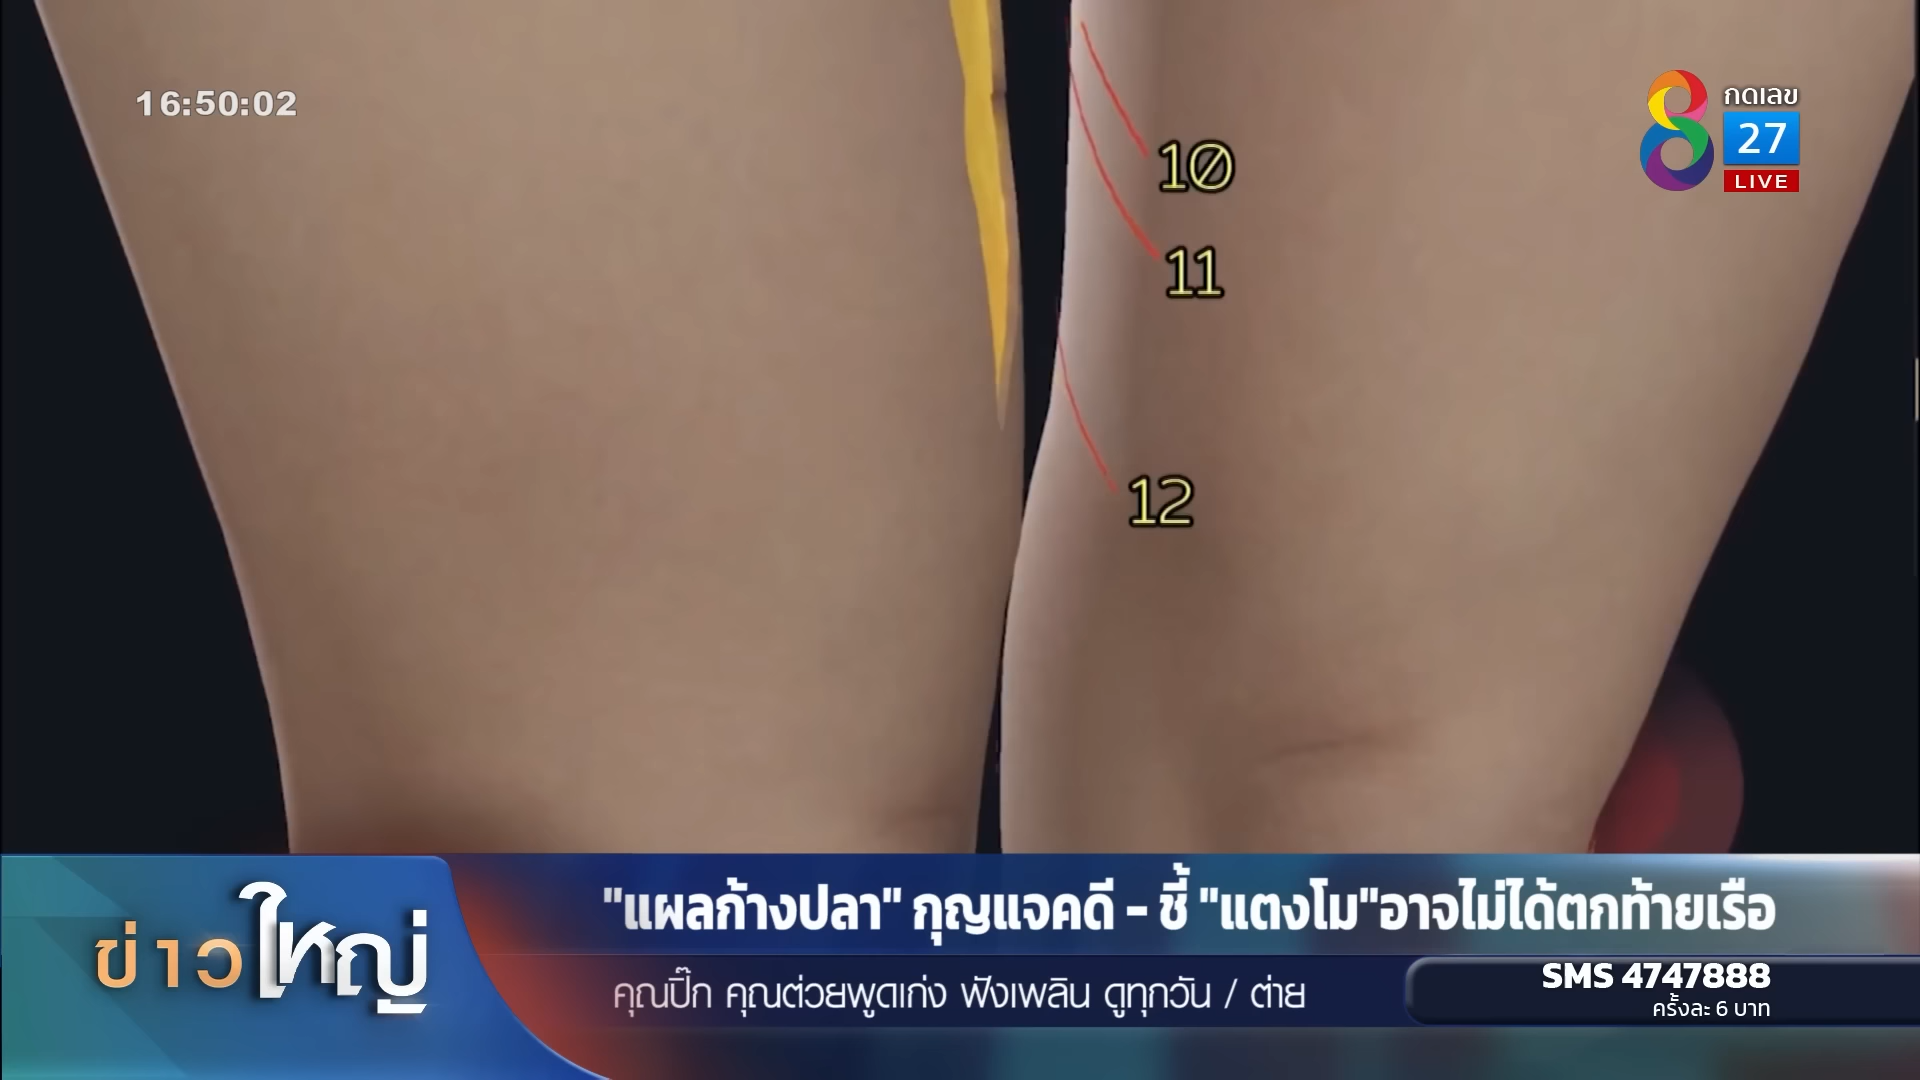 16:50:02
กดเลข
27
LIVE
10
11
12
ข่าวใหญ่
"แผลก้างปลา" กุญแจคดี - ชี้ "แตงโม"อาจไม่ได้ตกท้ายเรือ
คุณปิ๊ก คุณต่วยพูดเก่ง ฟังเพลิน ดูทุกวัน / ต่าย
SMS 4747888
ครั้งละ 6 บาท